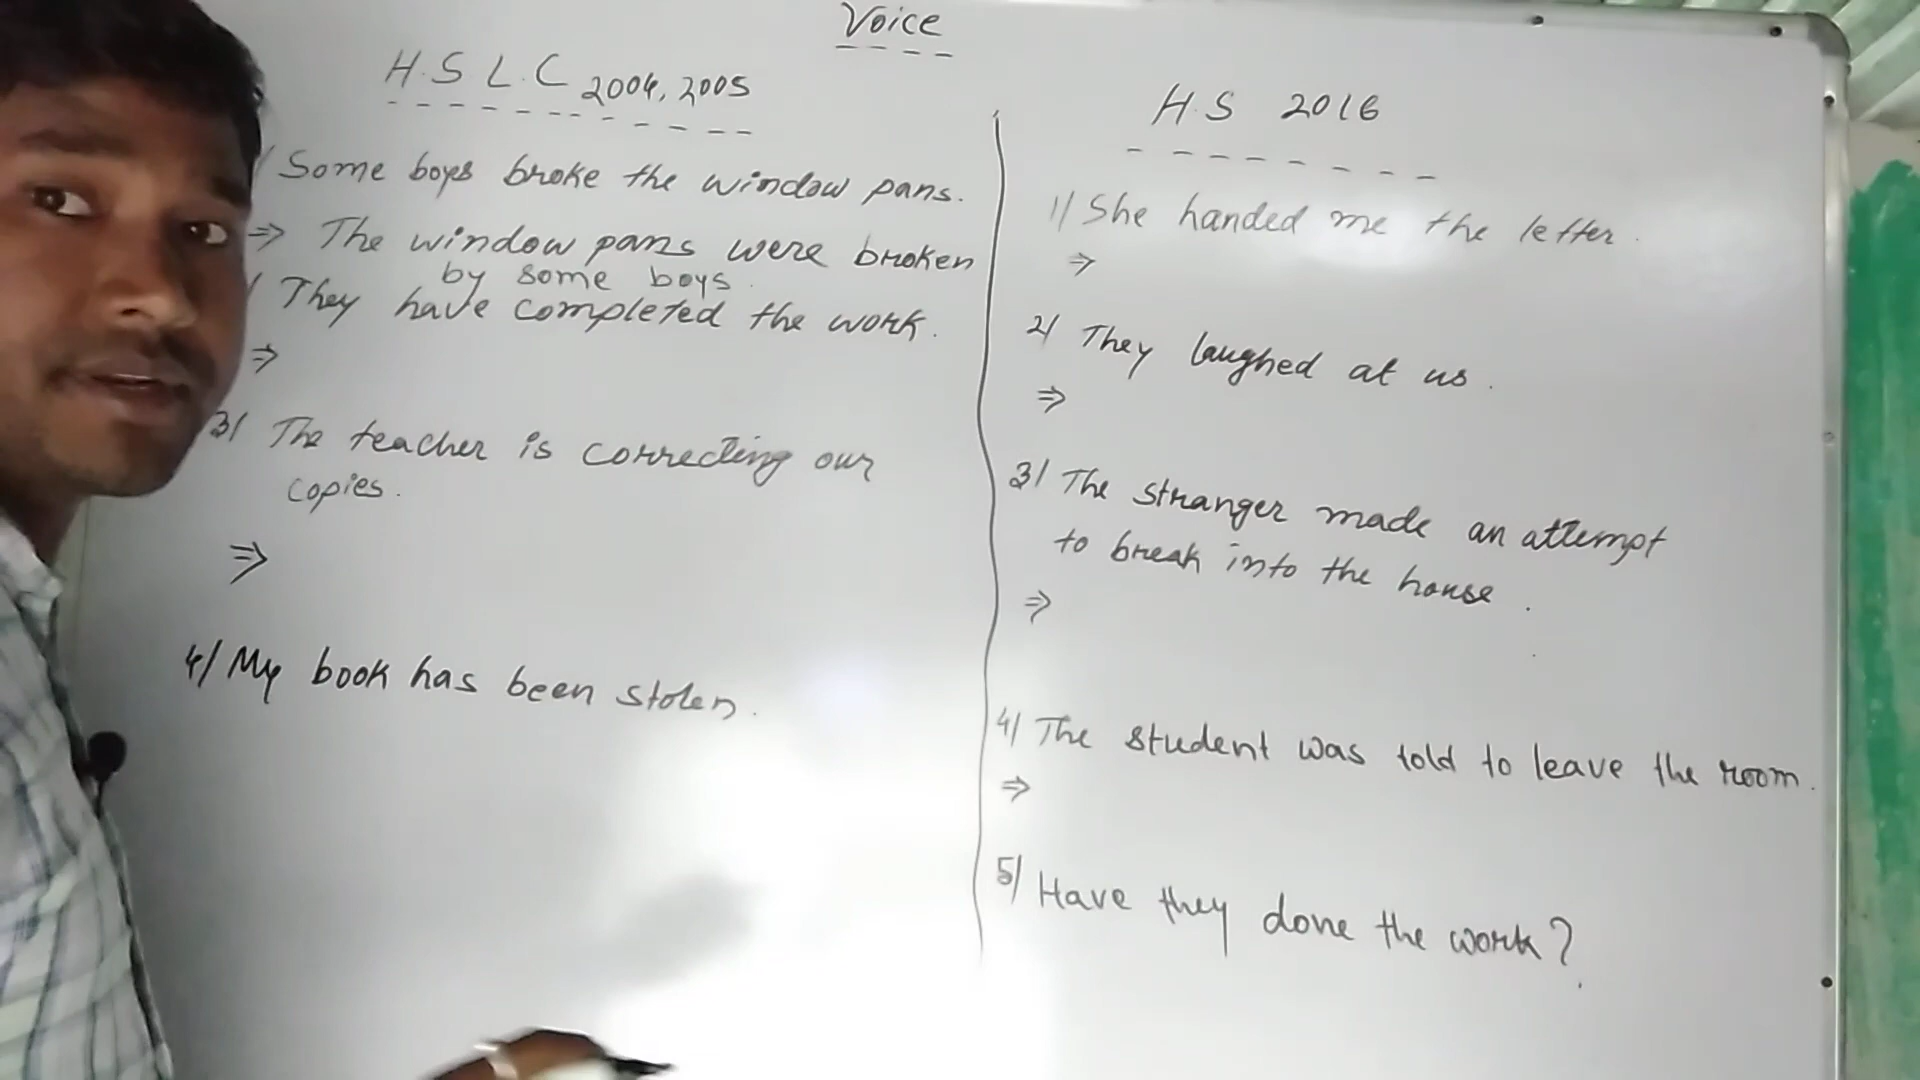 Voice
H.S L.C 2004, 2005
Some boys broke the window pans.
⇒ The window pans were broken
by some boys.
They have completed the work.
⇒
3/ The teacher is correcting our
copies.
⇒
4/ My book has been stolen.
H.S 2016
1/ She handed me the letter.
⇒
2/ They laughed at us.
⇒
3/ The stranger made an attempt
to break into the house.
⇒
4/ The student was told to leave the room.
⇒
5/ Have they done the work?